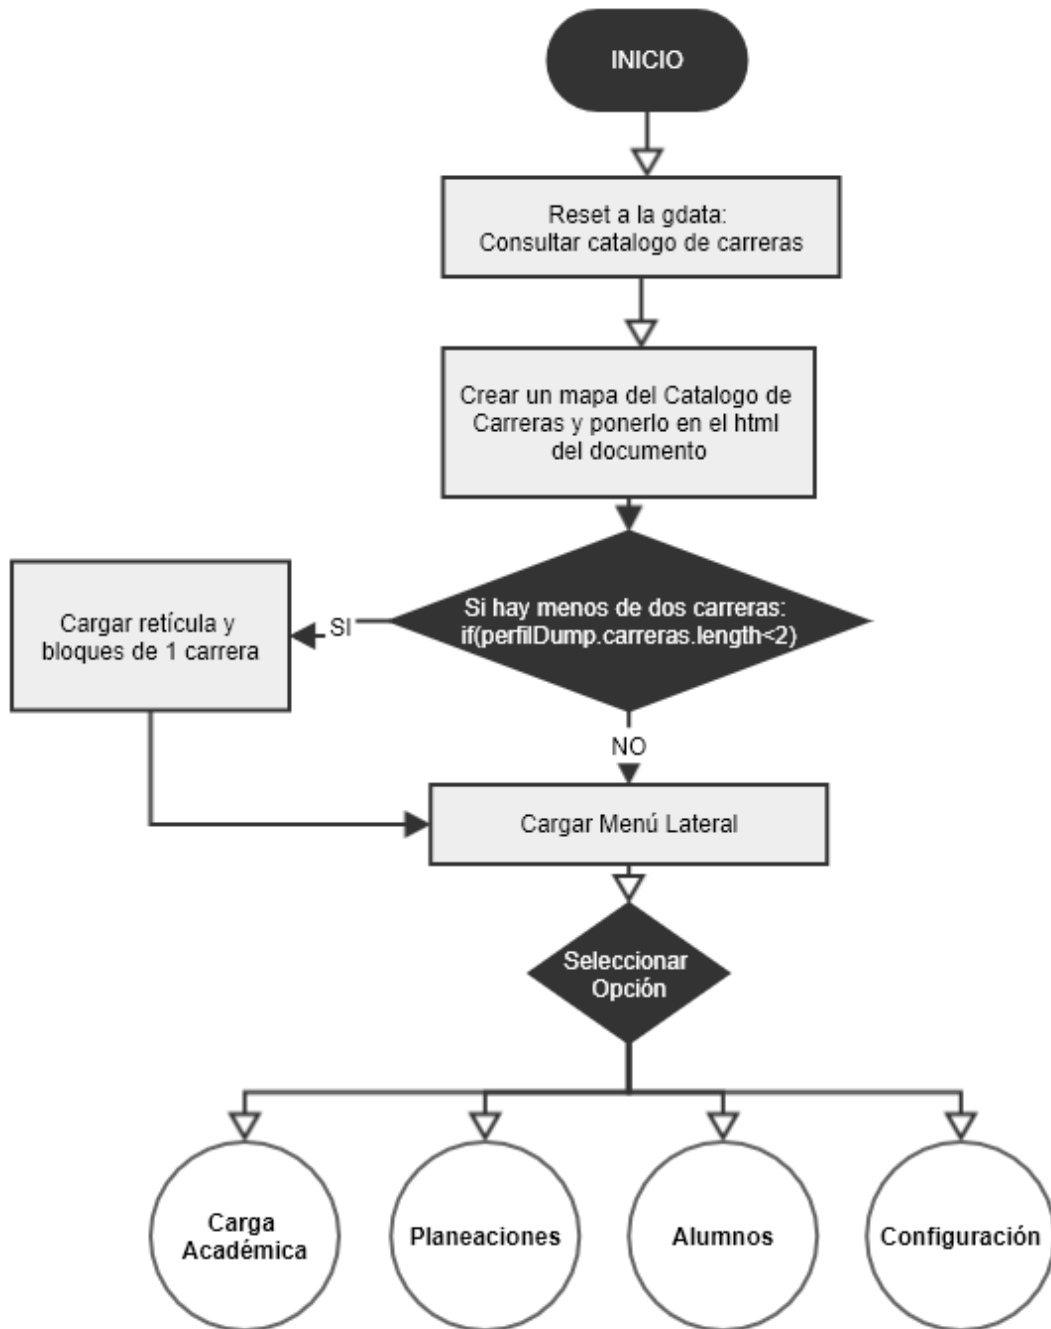 INICIO
Reset a la gdata:
Consultar catalogo de carreras
Crear un mapa del Catalogo de
Carreras y ponerlo en el html
del documento
Si hay menos de dos carreras:
if(perfilDump.carreras.length<2)
SI
Cargar retícula y
bloques de 1 carrera
NO
Cargar Menú Lateral
Seleccionar
Opción
Carga
Académica
Planeaciones
Alumnos
Configuración